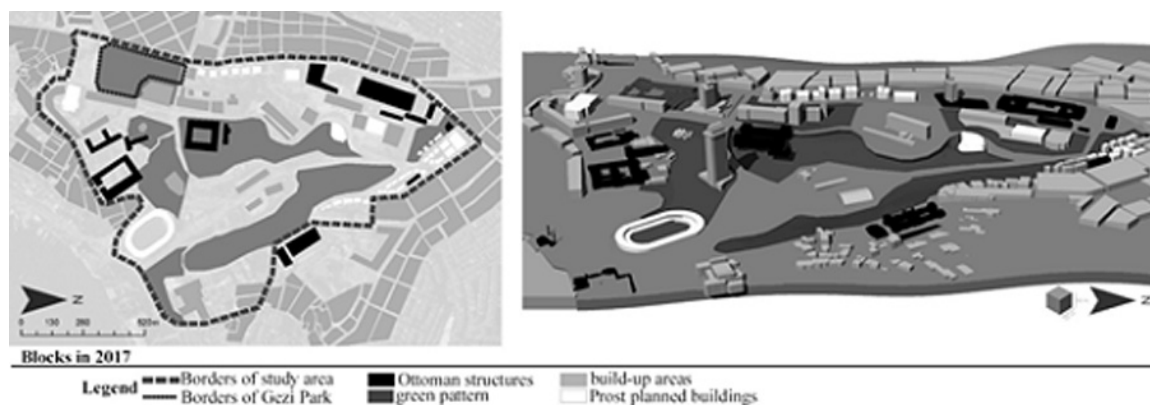 N
0 130 260 520 m
Z
Blocks in 2017
Legend
Borders of study area
Borders of Gezi Park
Ottoman structures
green pattern
build-up areas
Prost planned buildings